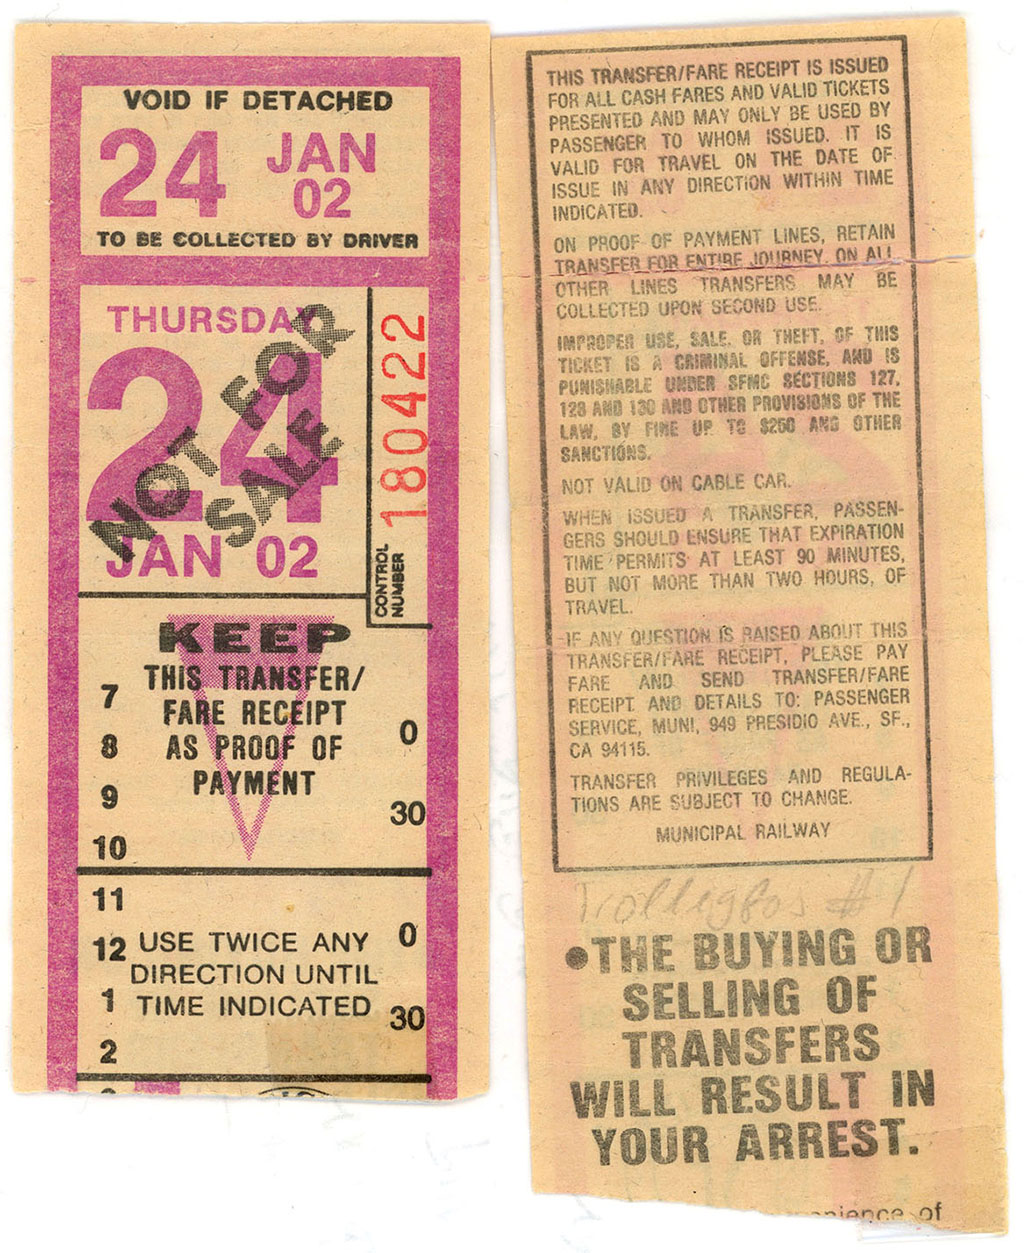 VOID IF DETACHED
24 JAN
02
TO BE COLLECTED BY DRIVER
THURSDAY
24
JAN 02
NOT FOR
SALE
CONTROL
NUMBER
180422
KEEP
THIS TRANSFER/
FARE RECEIPT
AS PROOF OF
PAYMENT
7
8
9
10
0
30
11
12
1
2
USE TWICE ANY
DIRECTION UNTIL
TIME INDICATED
0
30
THIS TRANSFER/FARE RECEIPT IS ISSUED
FOR ALL CASH FARES AND VALID TICKETS
PRESENTED AND MAY ONLY BE USED BY
PASSENGER TO WHOM ISSUED. IT IS
VALID FOR TRAVEL ON THE DATE OF
ISSUE IN ANY DIRECTION WITHIN TIME
INDICATED.
ON PROOF OF PAYMENT LINES, RETAIN
TRANSFER FOR ENTIRE JOURNEY. ON ALL
OTHER LINES TRANSFERS MAY BE
COLLECTED UPON SECOND USE.
IMPROPER USE, SALE, OR THEFT, OF THIS
TICKET IS A CRIMINAL OFFENSE, AND IS
PUNISHABLE UNDER SFMC SECTIONS 127,
128 AND 130 AND OTHER PROVISIONS OF THE
LAW, BY FINE UP TO $250 AND OTHER
SANCTIONS.
NOT VALID ON CABLE CAR.
WHEN ISSUED A TRANSFER, PASSEN-
GERS SHOULD ENSURE THAT EXPIRATION
TIME PERMITS AT LEAST 90 MINUTES,
BUT NOT MORE THAN TWO HOURS, OF
TRAVEL.
IF ANY QUESTION IS RAISED ABOUT THIS
TRANSFER/FARE RECEIPT, PLEASE PAY
FARE AND SEND TRANSFER/FARE
RECEIPT AND DETAILS TO: PASSENGER
SERVICE, MUNI, 949 PRESIDIO AVE., SF.,
CA 94115.
TRANSFER PRIVILEGES AND REGULA-
TIONS ARE SUBJECT TO CHANGE.
MUNICIPAL RAILWAY
#1
●THE BUYING OR
SELLING OF
TRANSFERS
WILL RESULT IN
YOUR ARREST.
of